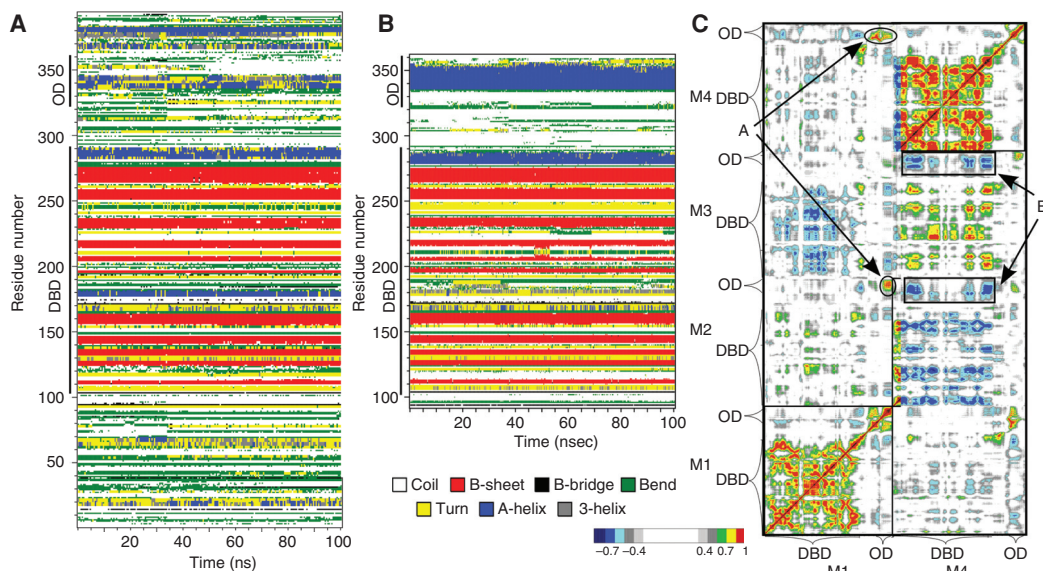 A
B
C
OD
350
300
250
200
150
100
50
Residue number
DBD
20 40 60 80 100
Time (ns)
OD
350
300
250
200
150
100
Residue number
DBD
20 40 60 80 100
Time (nsec)
Coil B-sheet B-bridge Bend
Turn A-helix 3-helix
−0.7 −0.4 0.4 0.7 1
OD
M4 DBD
A
OD
M3
DBD
OD
M2
DBD
OD
M1
DBD
DBD OD DBD OD
M1 M4